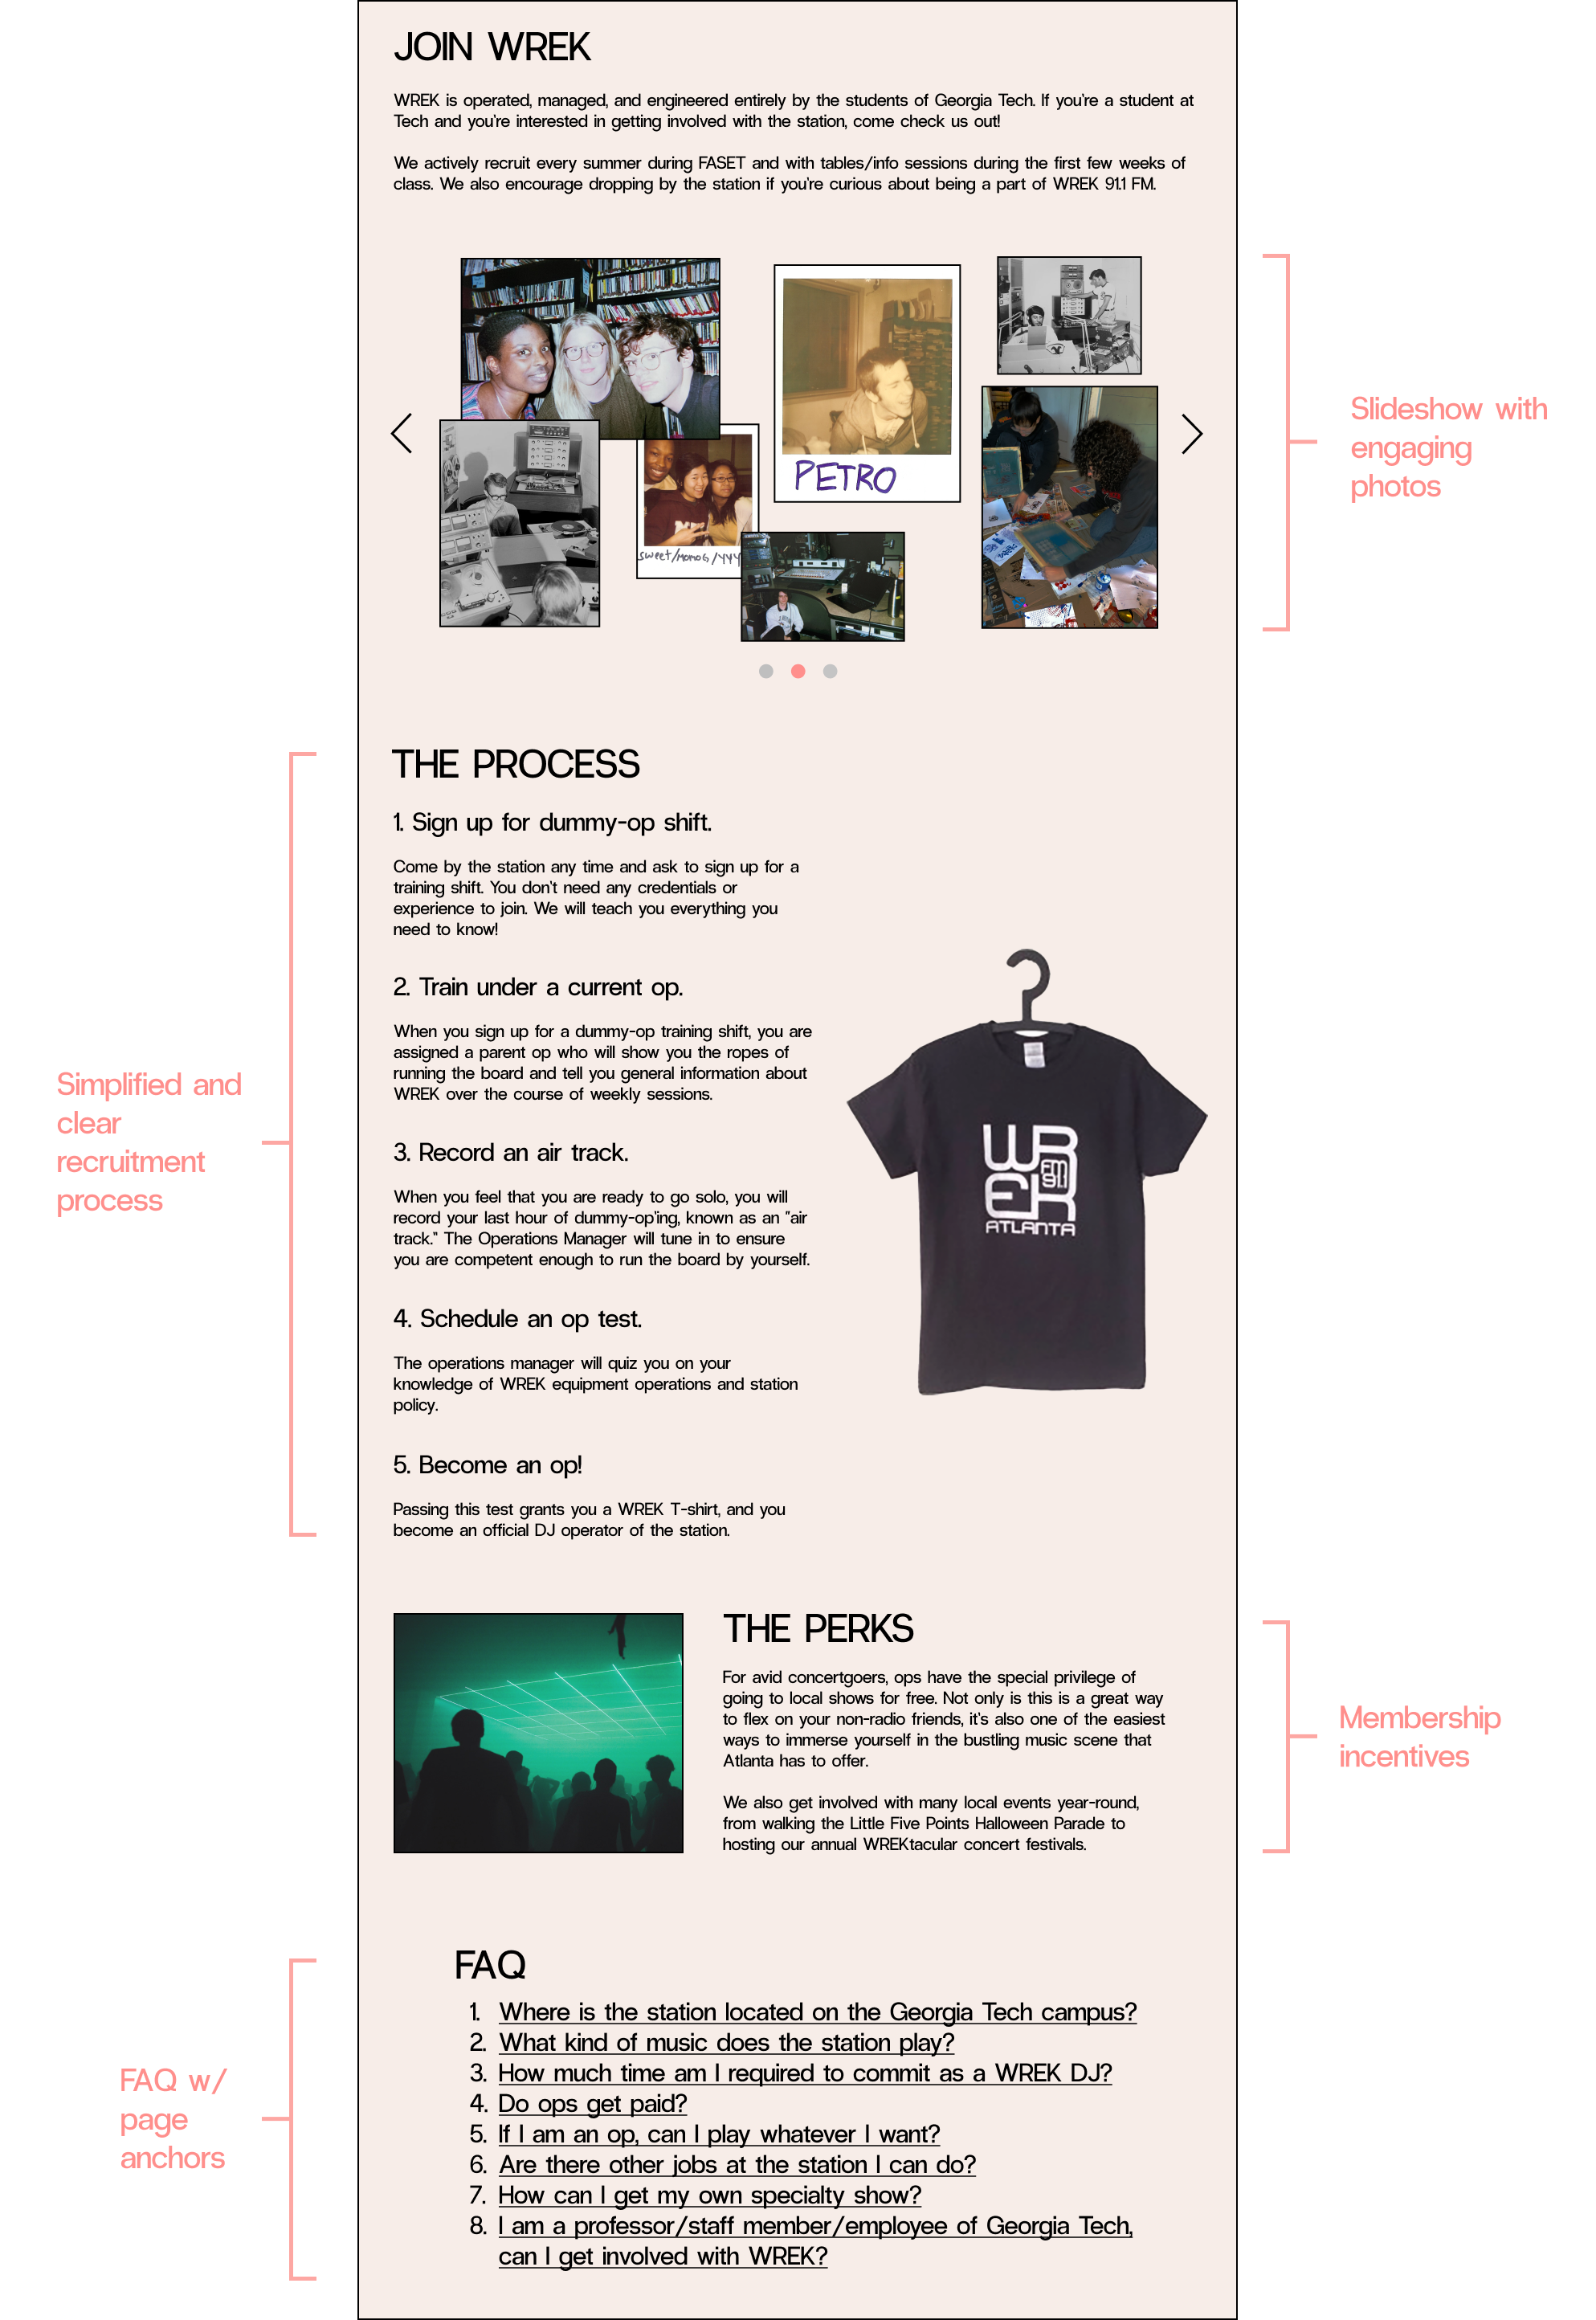 JOIN WREK
WREK is operated, managed, and engineered entirely by the students of Georgia Tech. If you're a student at
Tech and you're interested in getting involved with the station, come check us out!
We actively recruit every summer during FASET and with tables/info sessions during the first few weeks of
class. We also encourage dropping by the station if you're curious about being a part of WREK 91.1 FM.
PETRO
sweet/mono6/YYY
Slideshow with
engaging
photos
THE PROCESS
1. Sign up for dummy-op shift.
Come by the station any time and ask to sign up for a
training shift. You don't need any credentials or
experience to join. We will teach you everything you
need to know!
2. Train under a current op.
When you sign up for a dummy-op training shift, you are
assigned a parent op who will show you the ropes of
running the board and tell you general information about
WREK over the course of weekly sessions.
3. Record an air track.
When you feel that you are ready to go solo, you will
record your last hour of dummy-op'ing, known as an "air
track." The Operations Manager will tune in to ensure
you are competent enough to run the board by yourself.
4. Schedule an op test.
The operations manager will quiz you on your
knowledge of WREK equipment operations and station
policy.
5. Become an op!
Passing this test grants you a WREK T-shirt, and you
become an official DJ operator of the station.
Simplified and
clear
recruitment
process
WR
FM
91.1
EK
ATLANTA
THE PERKS
For avid concertgoers, ops have the special privilege of
going to local shows for free. Not only is this is a great way
to flex on your non-radio friends, it's also one of the easiest
ways to immerse yourself in the bustling music scene that
Atlanta has to offer.
We also get involved with many local events year-round,
from walking the Little Five Points Halloween Parade to
hosting our annual WREKtacular concert festivals.
Membership
incentives
FAQ
1. Where is the station located on the Georgia Tech campus?
2. What kind of music does the station play?
3. How much time am I required to commit as a WREK DJ?
4. Do ops get paid?
5. If I am an op, can I play whatever I want?
6. Are there other jobs at the station I can do?
7. How can I get my own specialty show?
8. I am a professor/staff member/employee of Georgia Tech,
can I get involved with WREK?
FAQ w/
page
anchors